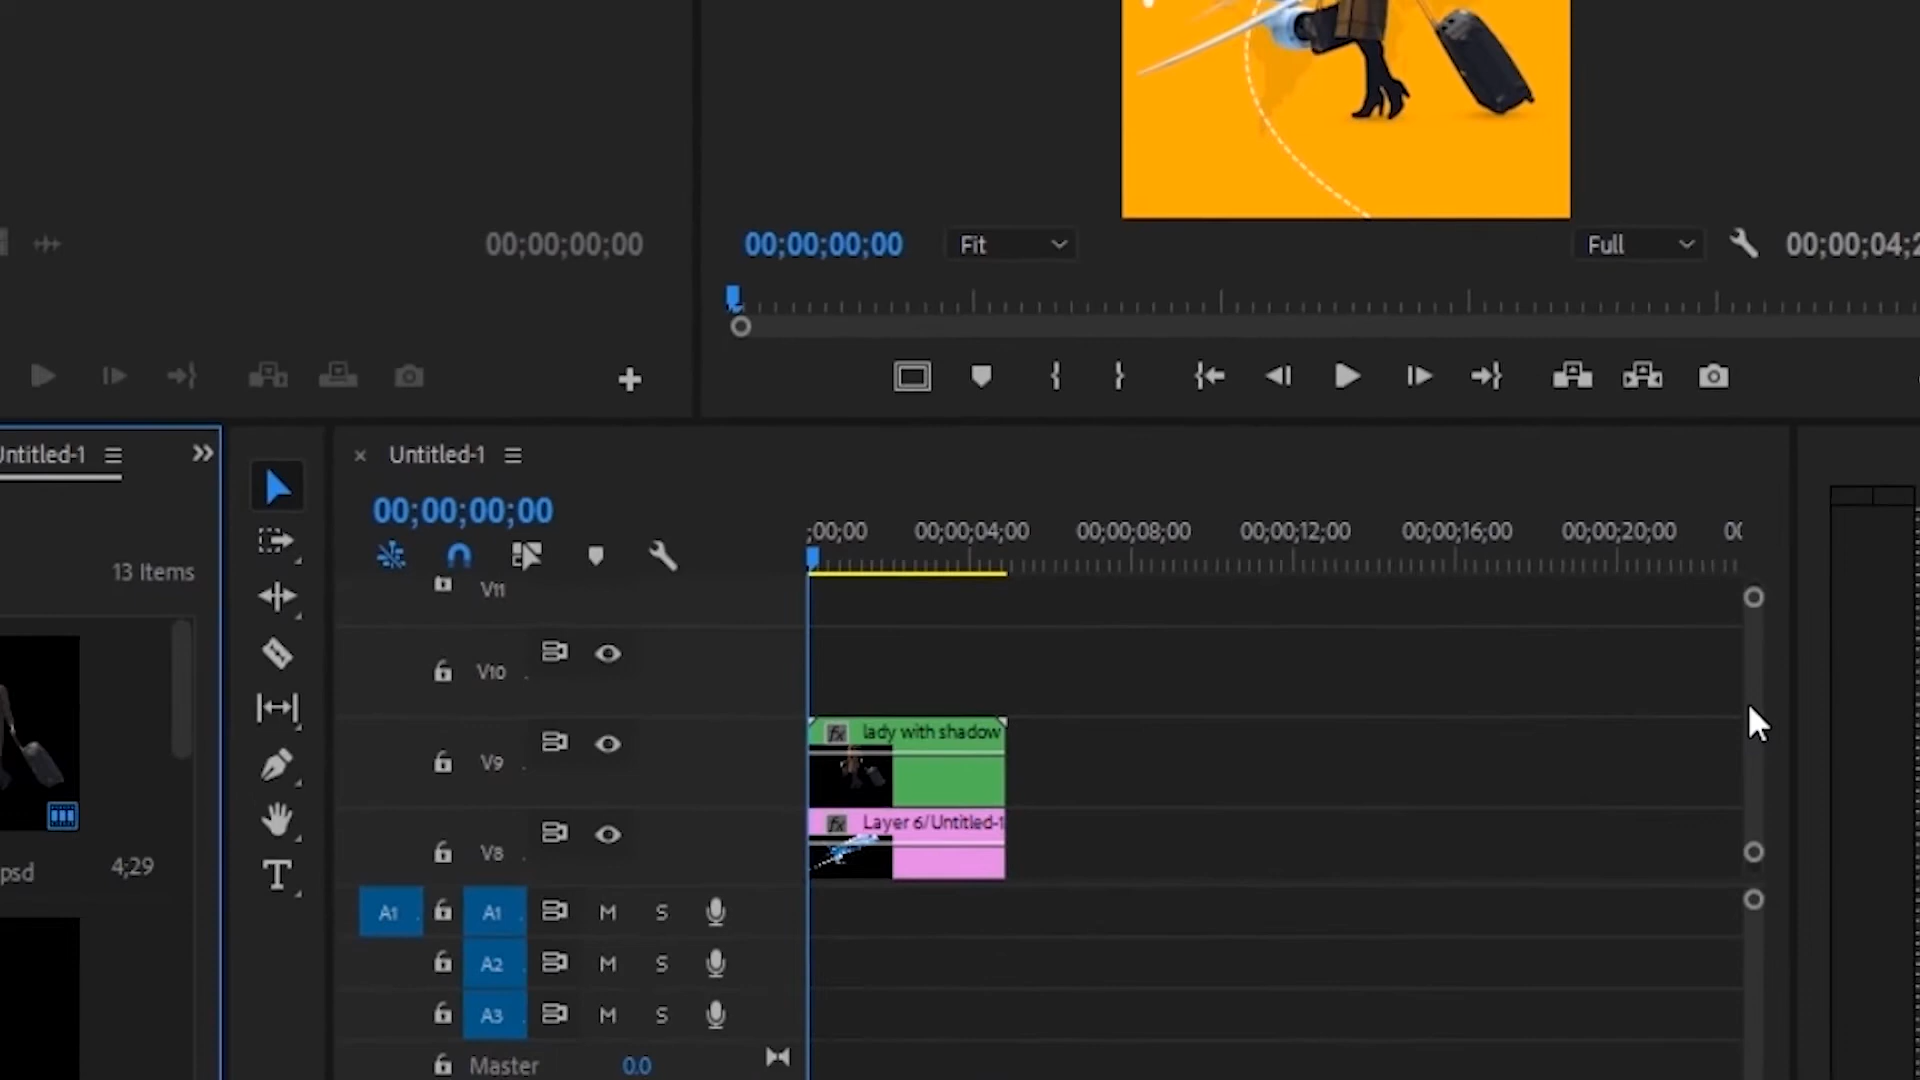 00;00;00;00
00;00;00;00
Fit
Full
00;00;04;2
Untitled-1
13 Items
psd
4;29
Untitled-1
00;00;00;00
;00;00
00;00;04;00
00;00;08;00
00;00;12;00
00;00;16;00
00;00;20;00
00
V11
V10
V9
lady with shadow
V8
Layer 6/Untitled-1
A1
A1
M
S
A2
M
S
A3
M
S
Master
0.0